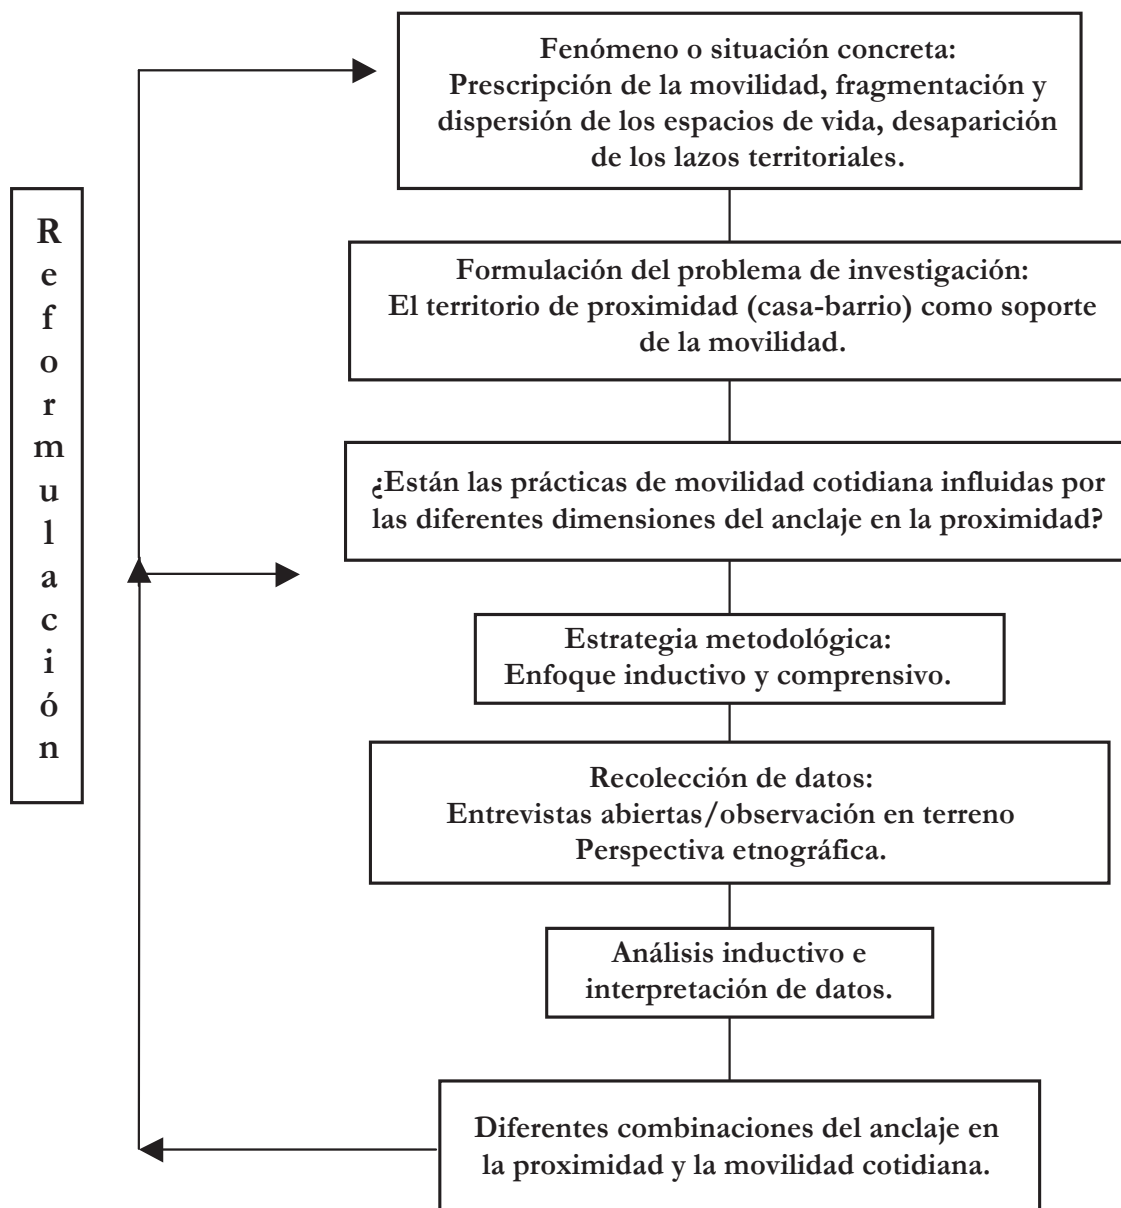 Fenómeno o situación concreta:
Prescripción de la movilidad, fragmentación y
dispersión de los espacios de vida, desaparición
de los lazos territoriales.
Reformulación
Formulación del problema de investigación:
El territorio de proximidad (casa-barrio) como soporte
de la movilidad.
¿Están las prácticas de movilidad cotidiana influidas por
las diferentes dimensiones del anclaje en la proximidad?
Estrategia metodológica:
Enfoque inductivo y comprensivo.
Recolección de datos:
Entrevistas abiertas/observación en terreno
Perspectiva etnográfica.
Análisis inductivo e
interpretación de datos.
Diferentes combinaciones del anclaje en
la proximidad y la movilidad cotidiana.